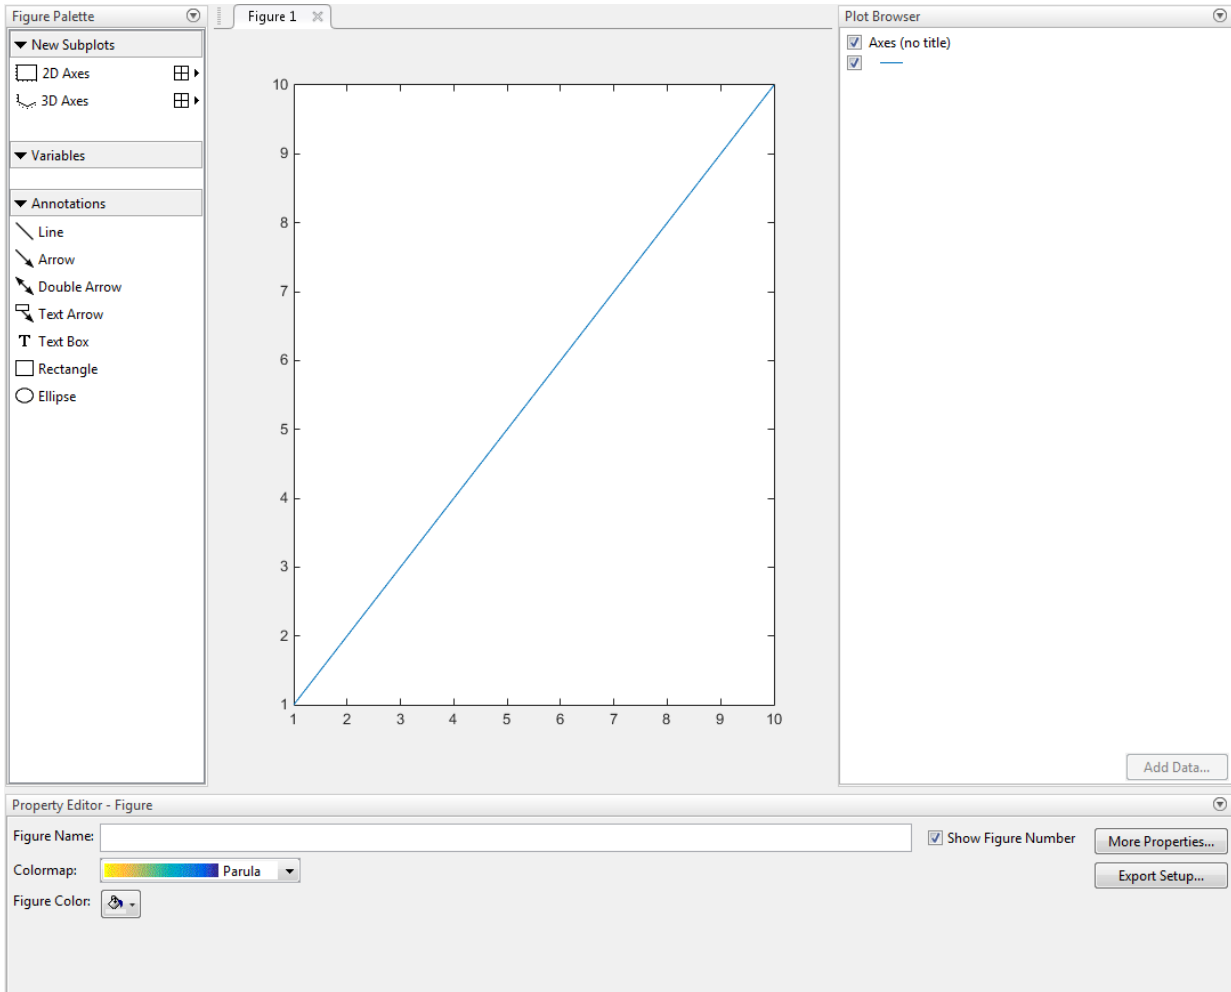 Figure Palette
New Subplots
2D Axes
3D Axes
Variables
Annotations
Line
Arrow
Double Arrow
Text Arrow
T Text Box
Rectangle
Ellipse
Figure 1
10
9
8
7
6
5
4
3
2
1
1 2 3 4 5 6 7 8 9 10
Plot Browser
Axes (no title)
Add Data...
Property Editor - Figure
Figure Name:
Show Figure Number
More Properties...
Colormap:
Parula
Export Setup...
Figure Color: